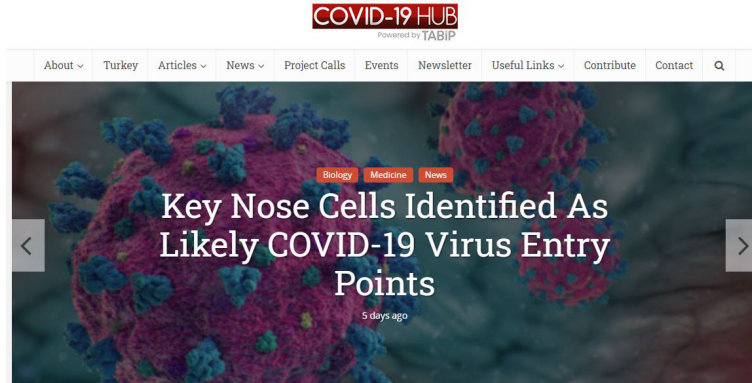 COVID-19 HUB
Powered by TABiP
About Turkey Articles News Project Calls Events Newsletter Useful Links Contribute Contact
Biology Medicine News
Key Nose Cells Identified As
Likely COVID-19 Virus Entry
Points
5 days ago